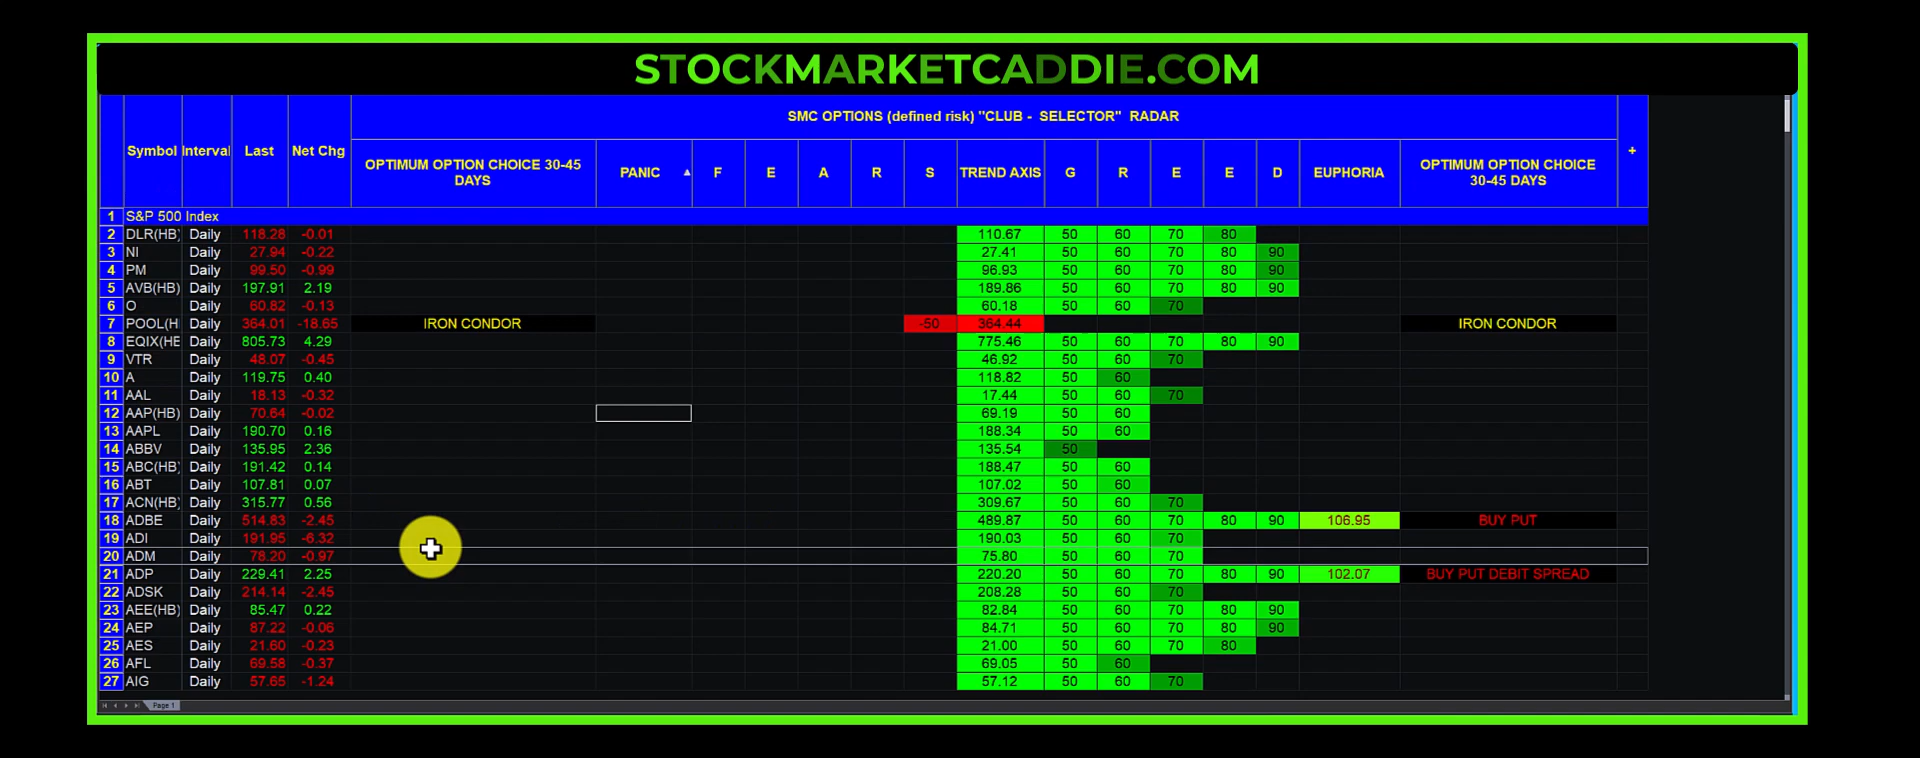 STOCKMARKETCADDIE.COM
SMC OPTIONS (defined risk) "CLUB - SELECTOR" RADAR
Symbol Interval Last Net Chg OPTIMUM OPTION CHOICE 30-45 DAYS PANIC F E A R S TREND AXIS G R E E D EUPHORIA OPTIMUM OPTION CHOICE 30-45 DAYS +
1 S&P 500 Index
2 DLR(HB) Daily 118.28 -0.01 110.67 50 60 70 80
3 NI Daily 27.94 -0.22 27.41 50 60 70 80 90
4 PM Daily 99.50 -0.99 96.93 50 60 70 80 90
5 AVB(HB) Daily 197.91 2.19 189.86 50 60 70 80 90
6 O Daily 60.82 -0.13 60.18 50 60 70
7 POOL(H Daily 364.01 -18.65 IRON CONDOR -50 364.44 IRON CONDOR
8 EQIX(HE Daily 805.73 4.29 775.46 50 60 70 80 90
9 VTR Daily 48.07 -0.45 46.92 50 60 70
10 A Daily 119.75 0.40 118.82 50 60
11 AAL Daily 18.13 -0.32 17.44 50 60 70
12 AAP(HB) Daily 70.64 -0.02 69.19 50 60
13 AAPL Daily 190.70 0.16 188.34 50 60
14 ABBV Daily 135.95 2.36 135.54 50
15 ABC(HB) Daily 191.42 0.14 188.47 50 60
16 ABT Daily 107.81 0.07 107.02 50 60
17 ACN(HB) Daily 315.77 0.56 309.67 50 60 70
18 ADBE Daily 514.83 -2.45 489.87 50 60 70 80 90 106.95 BUY PUT
19 ADI Daily 191.95 -6.32 190.03 50 60 70
20 ADM Daily 78.20 -0.97 75.80 50 60 70
21 ADP Daily 229.41 2.25 220.20 50 60 70 80 90 102.07 BUY PUT DEBIT SPREAD
22 ADSK Daily 214.14 -2.45 208.28 50 60 70
23 AEE(HB) Daily 85.47 0.22 82.84 50 60 70 80 90
24 AEP Daily 87.22 -0.06 84.71 50 60 70 80 90
25 AES Daily 21.60 -0.23 21.00 50 60 70 80
26 AFL Daily 69.58 -0.37 69.05 50 60
27 AIG Daily 57.65 -1.24 57.12 50 60 70
Page 1